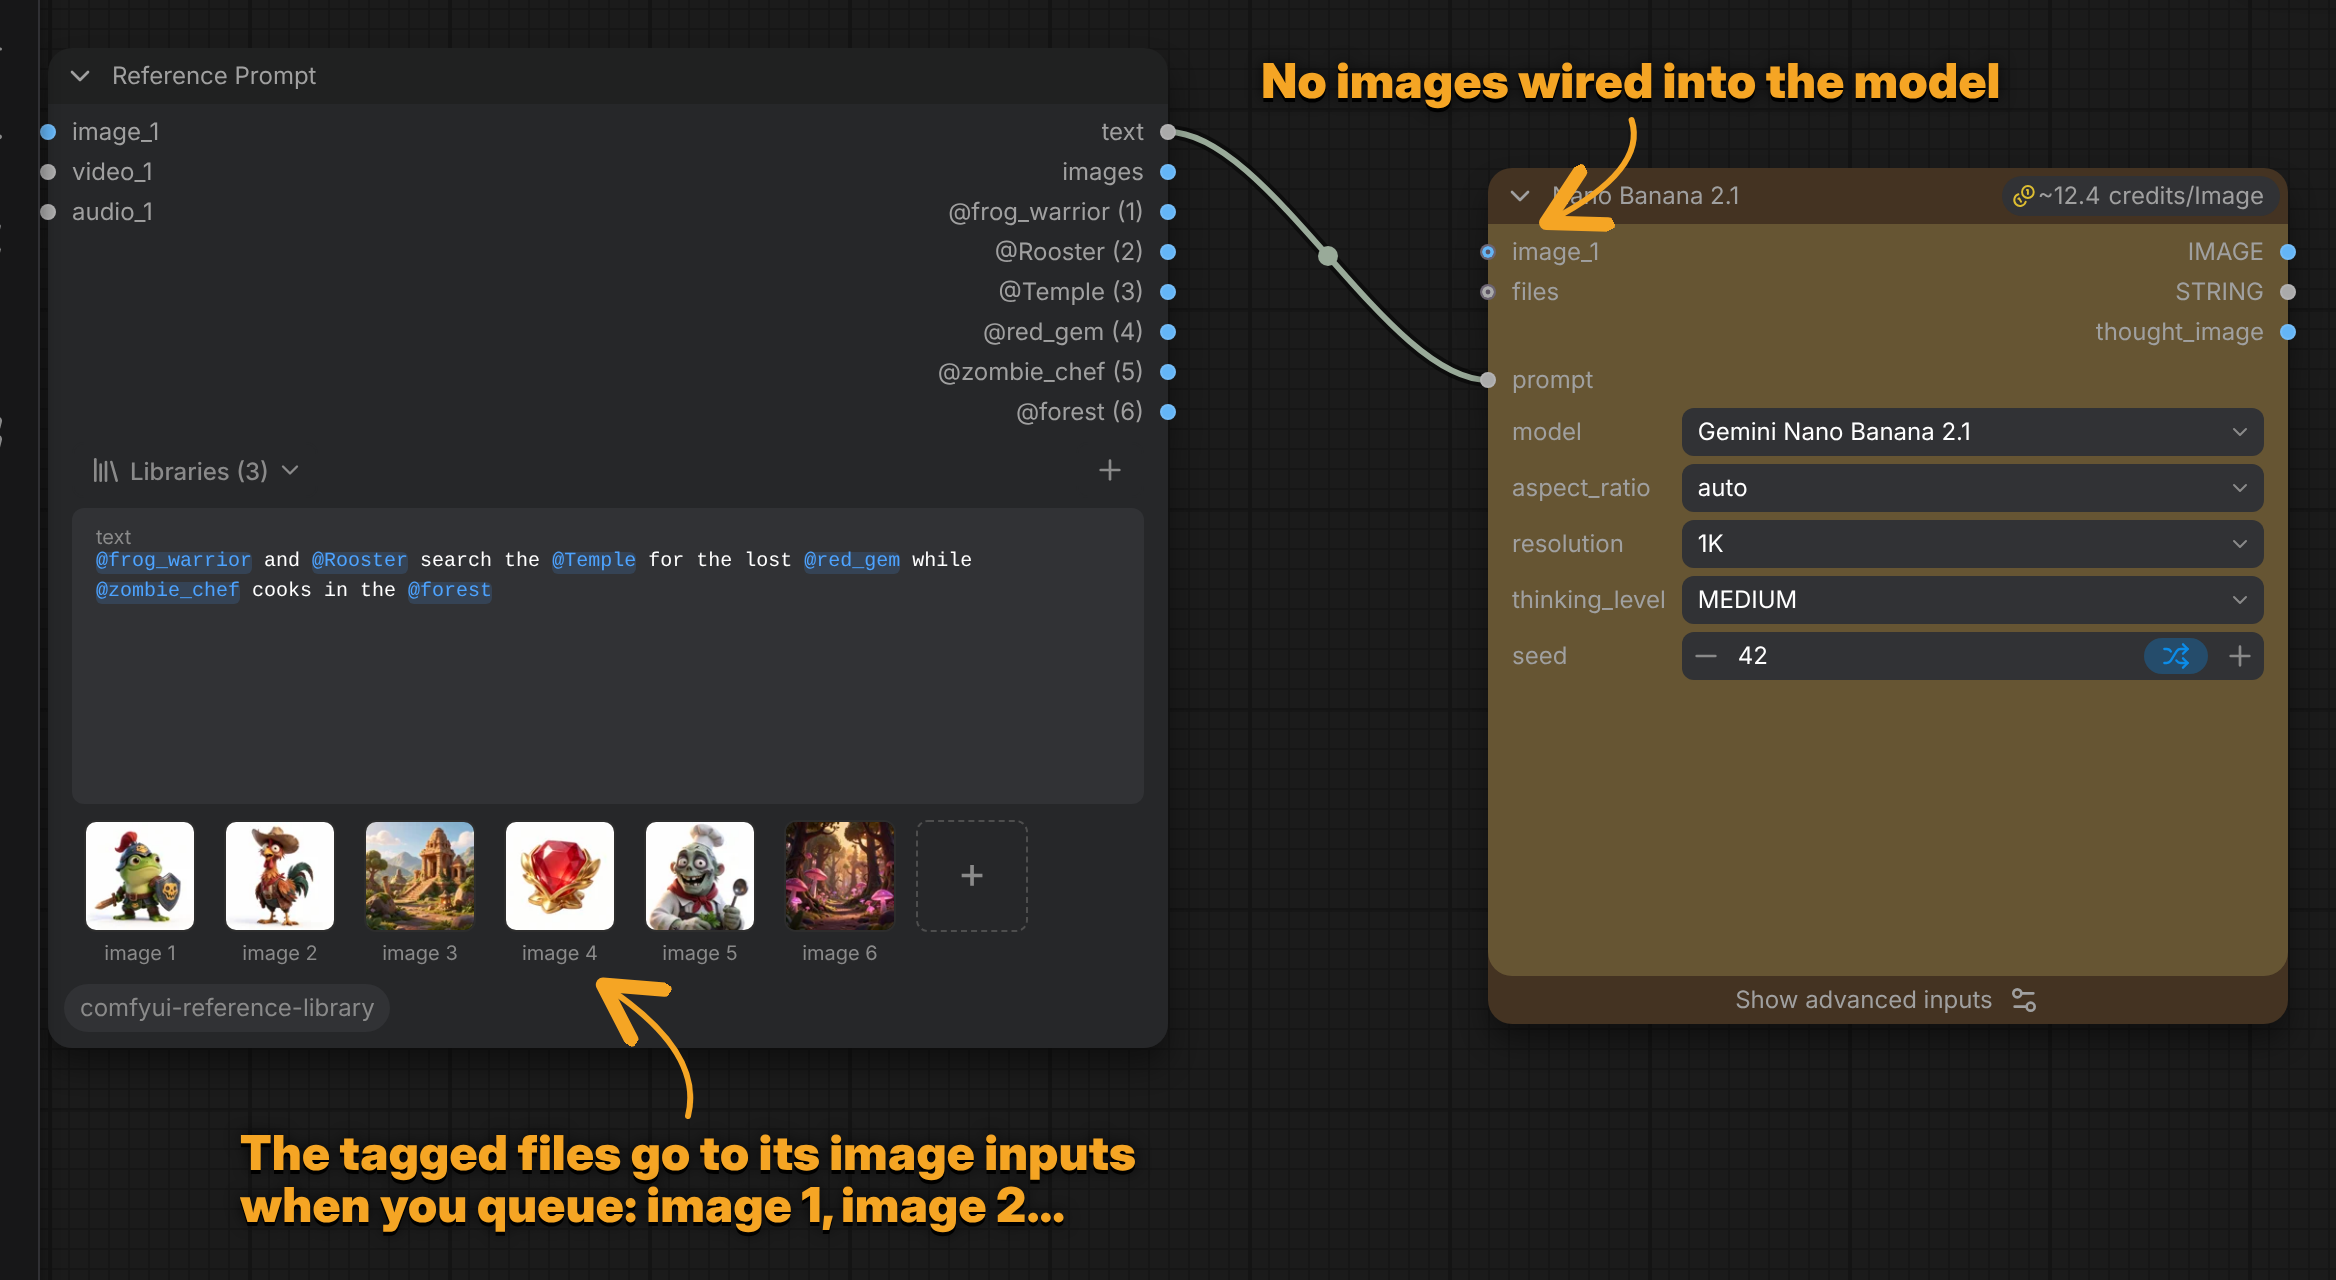 Reference Prompt
image_1
video_1
audio_1
text
images
@frog_warrior (1)
@Rooster (2)
@Temple (3)
@red_gem (4)
@zombie_chef (5)
@forest (6)
Libraries (3)
text
@frog_warrior and @Rooster search the @Temple for the lost @red_gem while
@zombie_chef cooks in the @forest
image 1
image 2
image 3
image 4
image 5
image 6
comfyui-reference-library
The tagged files go to its image inputs
when you queue: image 1, image 2...
No images wired into the model
Nano Banana 2.1
~12.4 credits/Image
image_1
files
IMAGE
STRING
thought_image
prompt
model
Gemini Nano Banana 2.1
aspect_ratio
auto
resolution
1K
thinking_level
MEDIUM
seed
42
Show advanced inputs